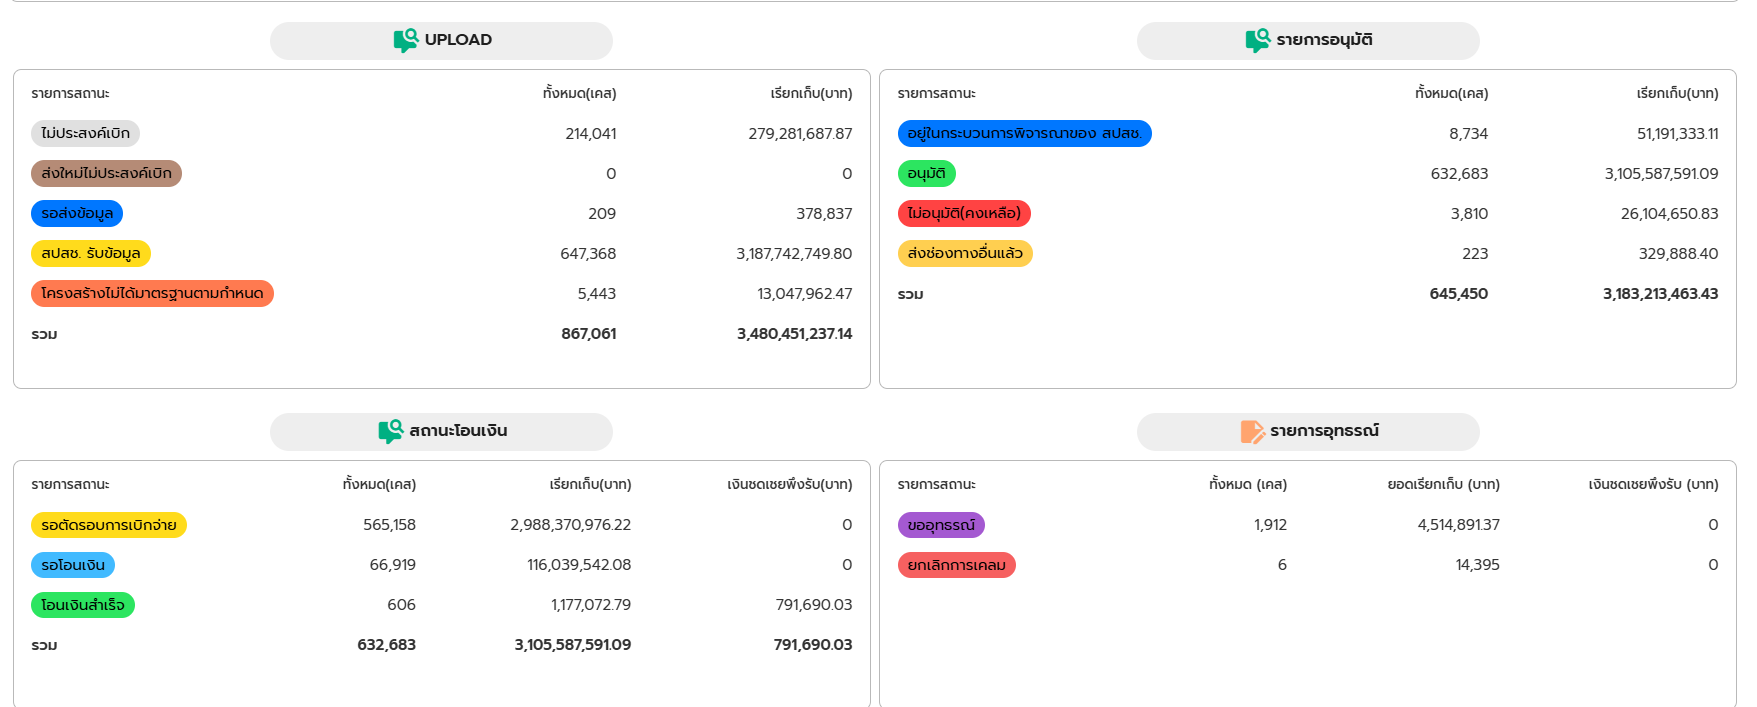 UPLOAD
รายการสถานะ ทั้งหมด(เคส) เรียกเก็บ(บาท)
ไม่ประสงค์เบิก 214,041 279,281,687.87
ส่งใหม่ไม่ประสงค์เบิก 0 0
รอส่งข้อมูล 209 378,837
สปสช. รับข้อมูล 647,368 3,187,742,749.80
โครงสร้างไม่ได้มาตรฐานตามกำหนด 5,443 13,047,962.47
รวม 867,061 3,480,451,237.14
รายการอนุมัติ
รายการสถานะ ทั้งหมด(เคส) เรียกเก็บ(บาท)
อยู่ในกระบวนการพิจารณาของ สปสช. 8,734 51,191,333.11
อนุมัติ 632,683 3,105,587,591.09
ไม่อนุมัติ(คงเหลือ) 3,810 26,104,650.83
ส่งช่องทางอื่นแล้ว 223 329,888.40
รวม 645,450 3,183,213,463.43
สถานะโอนเงิน
รายการสถานะ ทั้งหมด(เคส) เรียกเก็บ(บาท) เงินชดเชยพึงรับ(บาท)
รอตัดรอบการเบิกจ่าย 565,158 2,988,370,976.22 0
รอโอนเงิน 66,919 116,039,542.08 0
โอนเงินสำเร็จ 606 1,177,072.79 791,690.03
รวม 632,683 3,105,587,591.09 791,690.03
รายการอุทธรณ์
รายการสถานะ ทั้งหมด (เคส) ยอดเรียกเก็บ (บาท) เงินชดเชยพึงรับ (บาท)
ขออุทธรณ์ 1,912 4,514,891.37 0
ยกเลิกการเคลม 6 14,395 0